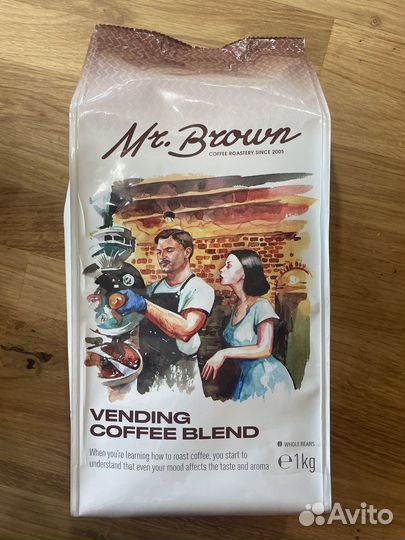 Mr. Brown
COFFEE ROASTERY SINCE 2005
VENDING
COFFEE BLEND
WHOLE BEANS
When you're learning how to roast coffee, you start to
understand that even your mood affects the taste and aroma
℮1kg
Avito